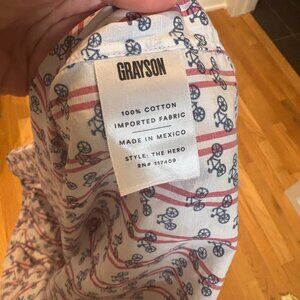 GRAYSON
100% COTTON
IMPORTED FABRIC
MADE IN MEXICO
STYLE: THE HERO
RN# 117409